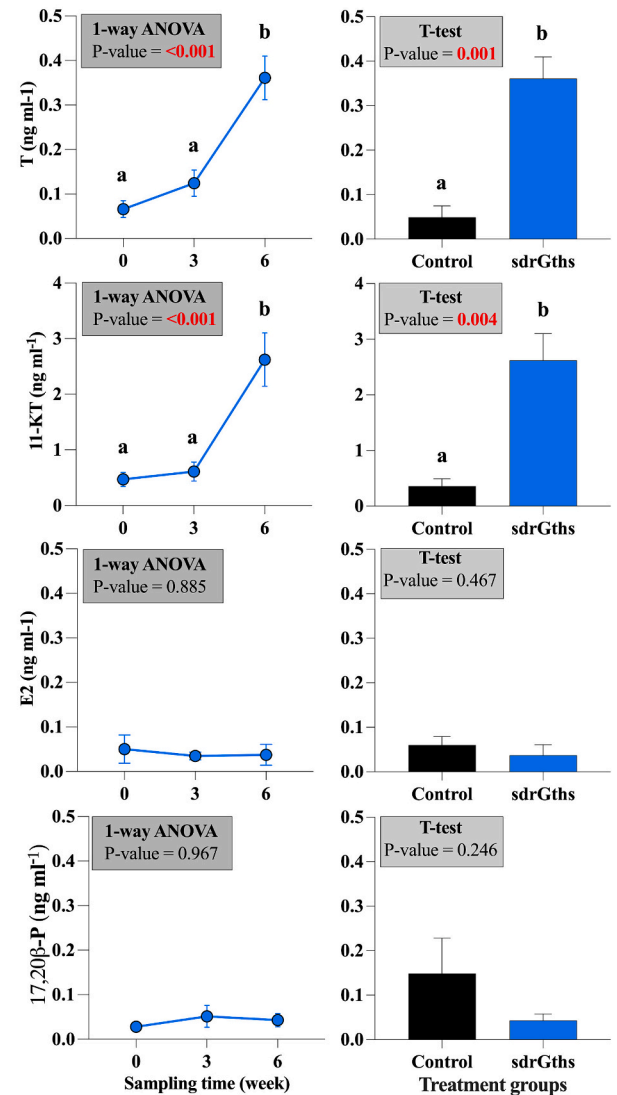 1-way ANOVA
P-value = <0.001
T (ng ml-1)
0.5
0.4
0.3
0.2
0.1
0.0
a
a
b
0
3
6
T-test
P-value = 0.001
0.5
0.4
0.3
0.2
0.1
0.0
a
b
Control
sdrGths
1-way ANOVA
P-value = <0.001
11-KT (ng ml⁻¹)
4
3
2
1
0
a
a
b
0
3
6
T-test
P-value = 0.004
4
3
2
1
0
a
b
Control
sdrGths
1-way ANOVA
P-value = 0.885
E2 (ng ml-1)
0.5
0.4
0.3
0.2
0.1
0.0
0
3
6
T-test
P-value = 0.467
0.5
0.4
0.3
0.2
0.1
0.0
Control
sdrGths
1-way ANOVA
P-value = 0.967
17,20β-P (ng ml⁻¹)
0.5
0.4
0.3
0.2
0.1
0.0
0
3
6
Sampling time (week)
T-test
P-value = 0.246
0.5
0.4
0.3
0.2
0.1
0.0
Control
sdrGths
Treatment groups